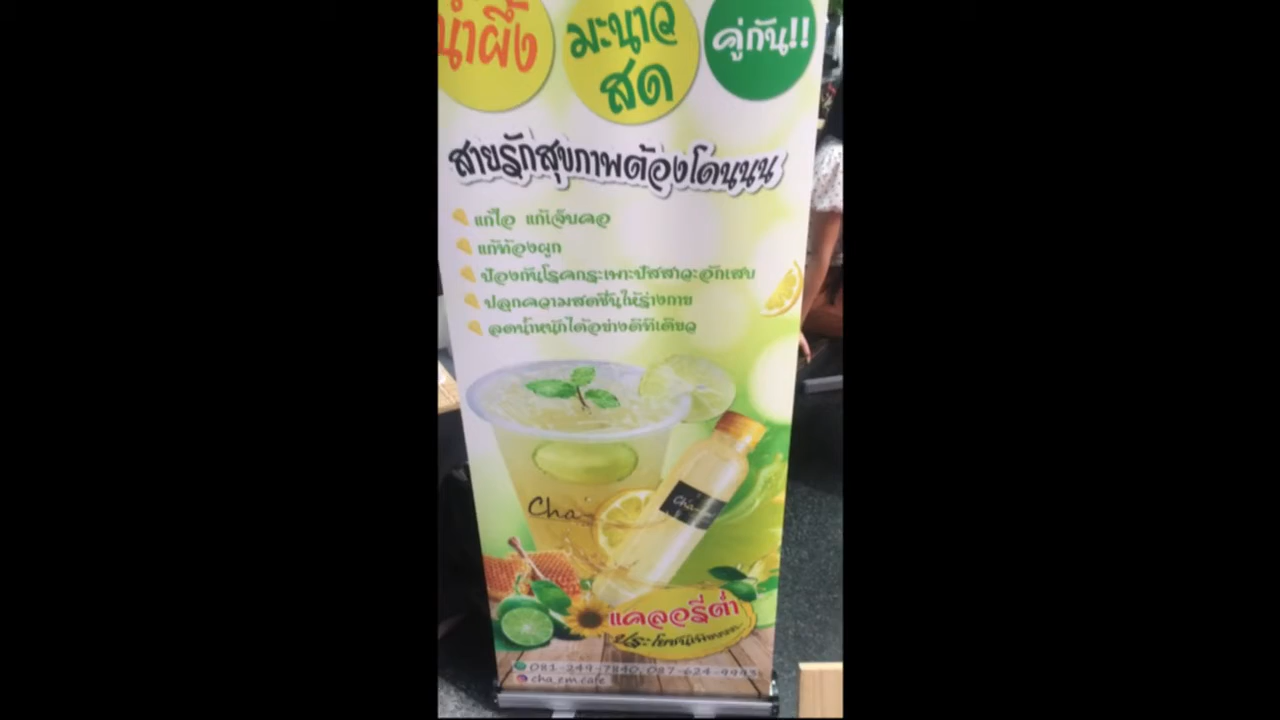 น้ำผึ้ง
มะนาว
สด
คู่กัน!!
สายรักสุขภาพต้องโดนนน
แก้ไอ แก้เจ็บคอ
แก้ท้องผูก
ป้องกันโรคกระเพาะปัสสาวะอักเสบ
ปลุกความสดชื่นให้ร่างกาย
ลดน้ำหนักได้อย่างดีทีเดียว
Cha
Cha
แคลอรี่ต่ำ
081-249-7840,
cha_em.cafe